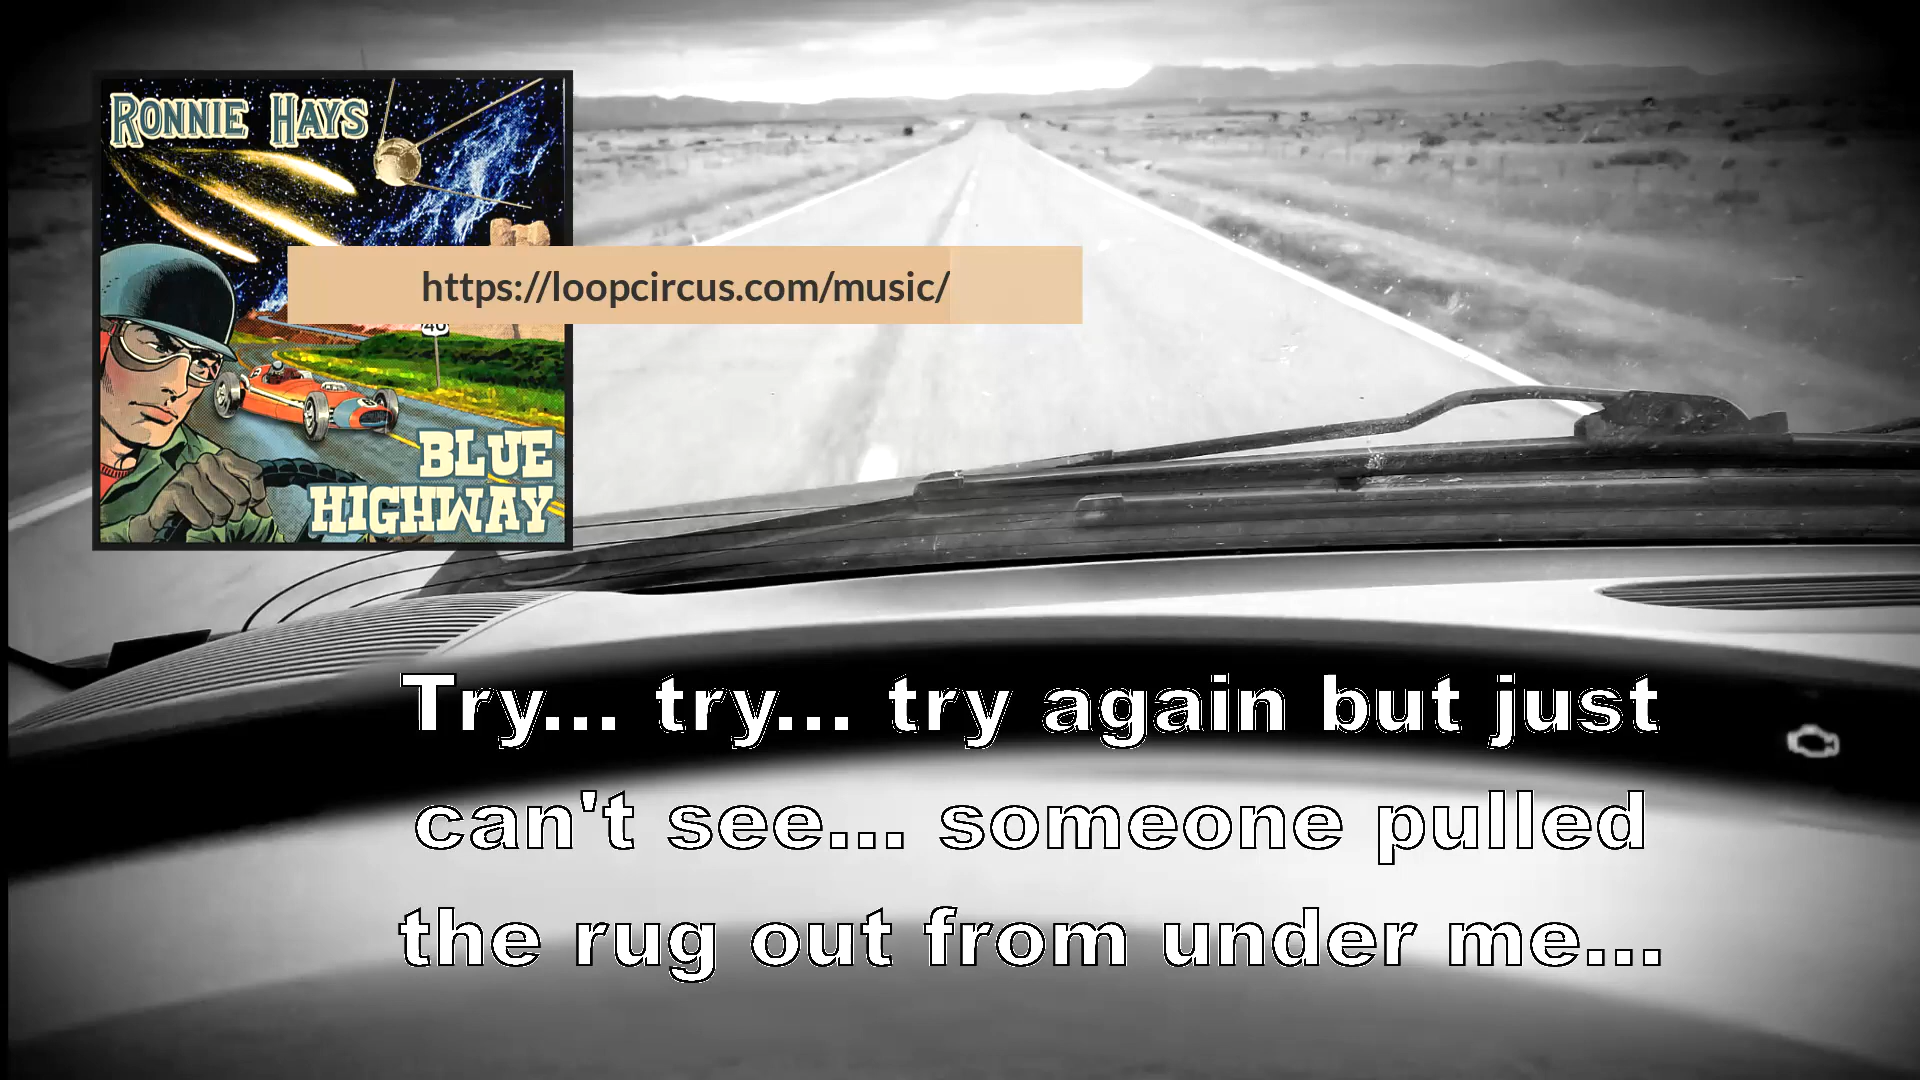 RONNIE HAYS
https://loopcircus.com/music/
40
BLUE
HIGHWAY
Try... try... try again but just
can't see... someone pulled
the rug out from under me...